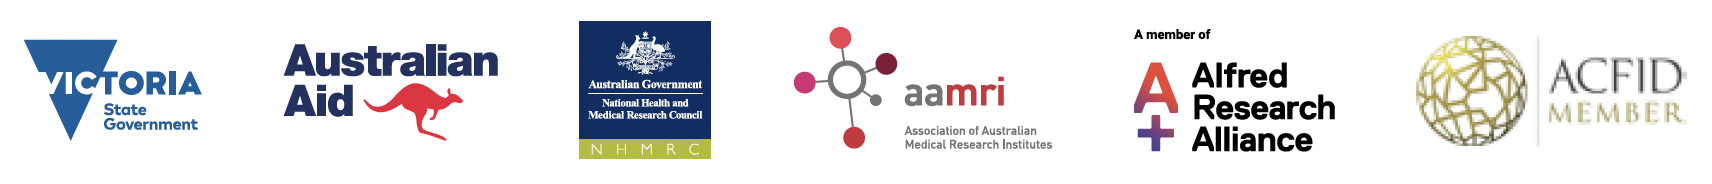 VICTORIA
State
Government
Australian
Aid
Australian Government
National Health and
Medical Research Council
NHMRC
aamri
Association of Australian
Medical Research Institutes
A member of
A+
Alfred
Research
Alliance
ACFID
MEMBER